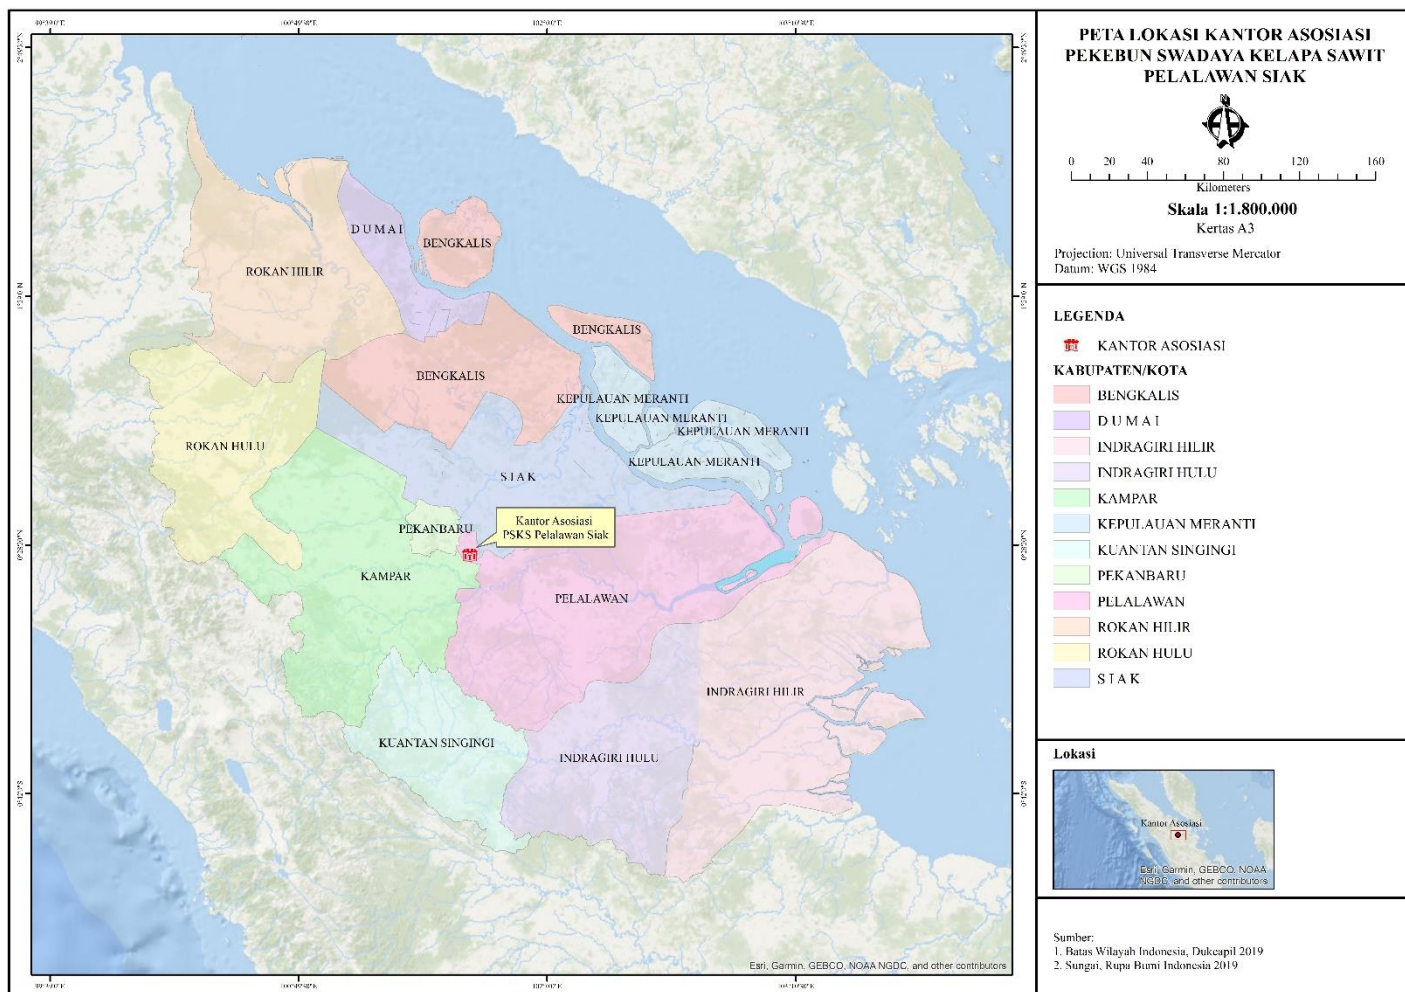 PETA LOKASI KANTOR ASOSIASI
PEKEBUN SWADAYA KELAPA SAWIT
PELALAWAN SIAK
0 20 40 80 120 160
Kilometers
Skala 1:1.800.000
Kertas A3
Projection: Universal Transverse Mercator
Datum: WGS 1984
LEGENDA
KANTOR ASOSIASI
KABUPATEN/KOTA
BENGKALIS
D U M A I
INDRAGIRI HILIR
INDRAGIRI HULU
KAMPAR
KEPULAUAN MERANTI
KUANTAN SINGINGI
PEKANBARU
PELALAWAN
ROKAN HILIR
ROKAN HULU
S I A K
Lokasi
Kantor Asosiasi
Esri, Garmin, GEBCO, NOAA
NGDC, and other contributors
Sumber:
1. Batas Wilayah Indonesia, Dukcapil 2019
2. Sungai, Rupa Bumi Indonesia 2019
D U M A I
BENGKALIS
ROKAN HILIR
BENGKALIS
BENGKALIS
KEPULAUAN MERANTI
KEPULAUAN MERANTI
KEPULAUAN MERANTI
ROKAN HULU
KEPULAUAN MERANTI
S I A K
PEKANBARU
Kantor Asosiasi
PSKS Pelalawan Siak
KAMPAR
PELALAWAN
INDRAGIRI HILIR
KUANTAN SINGINGI
INDRAGIRI HULU
Esri, Garmin, GEBCO, NOAA NGDC, and other contributors